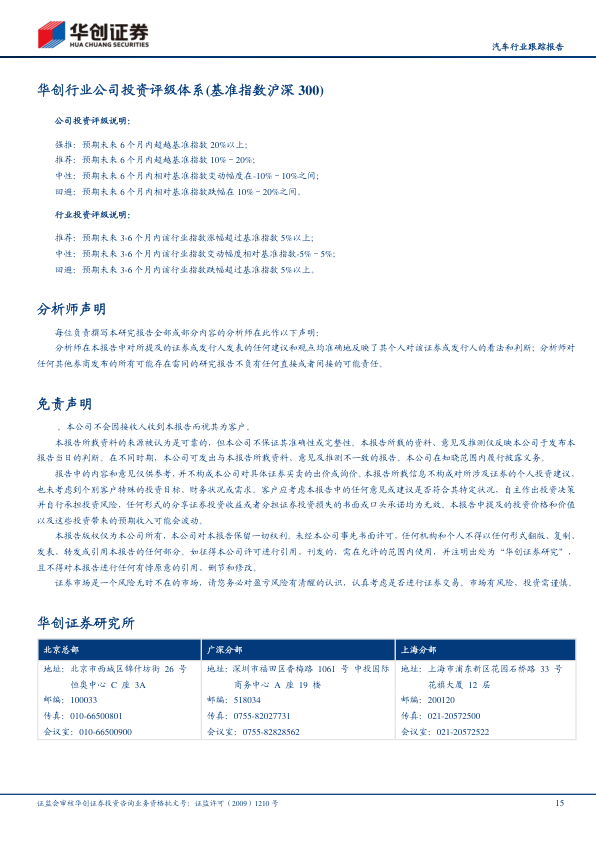 华创证券
HUA CHUANG SECURITIES
汽车行业跟踪报告
华创行业公司投资评级体系(基准指数沪深 300)
公司投资评级说明：
强推：预期未来 6 个月内超越基准指数 20%以上；
推荐：预期未来 6 个月内超越基准指数 10%－20%；
中性：预期未来 6 个月内相对基准指数变动幅度在-10%－10%之间；
回避：预期未来 6 个月内相对基准指数跌幅在 10%－20%之间。
行业投资评级说明：
推荐：预期未来 3-6 个月内该行业指数涨幅超过基准指数 5%以上；
中性：预期未来 3-6 个月内该行业指数变动幅度相对基准指数-5%－5%；
回避：预期未来 3-6 个月内该行业指数跌幅超过基准指数 5%以上。
分析师声明
每位负责撰写本研究报告全部或部分内容的分析师在此作以下声明：
分析师在本报告中对所提及的证券或发行人发表的任何建议和观点均准确地反映了其个人对该证券或发行人的看法和判断；分析师对
任何其他券商发布的所有可能存在雷同的研究报告不负有任何直接或者间接的可能责任。
免责声明
。本公司不会因接收人收到本报告而视其为客户。
本报告所载资料的来源被认为是可靠的，但本公司不保证其准确性或完整性。本报告所载的资料、意见及推测仅反映本公司于发布本
报告当日的判断。在不同时期，本公司可发出与本报告所载资料、意见及推测不一致的报告。本公司在知晓范围内履行披露义务。
报告中的内容和意见仅供参考，并不构成本公司对具体证券买卖的出价或询价。本报告所载信息不构成对所涉及证券的个人投资建议，
也未考虑到个别客户特殊的投资目标、财务状况或需求。客户应考虑本报告中的任何意见或建议是否符合其特定状况，自主作出投资决策
并自行承担投资风险，任何形式的分享证券投资收益或者分担证券投资损失的书面或口头承诺均为无效。本报告中提及的投资价格和价值
以及这些投资带来的预期收入可能会波动。
本报告版权仅为本公司所有，本公司对本报告保留一切权利。未经本公司事先书面许可，任何机构和个人不得以任何形式翻版、复制、
发表、转发或引用本报告的任何部分。如征得本公司许可进行引用、刊发的，需在允许的范围内使用，并注明出处为“华创证券研究”，
且不得对本报告进行任何有悖原意的引用、删节和修改。
证券市场是一个风险无时不在的市场，请您务必对盈亏风险有清醒的认识，认真考虑是否进行证券交易。市场有风险，投资需谨慎。
华创证券研究所
北京总部 广深分部 上海分部
地址：北京市西城区锦什坊街 26 号 地址：深圳市福田区香梅路 1061 号 中投国际 地址：上海市浦东新区花园石桥路 33 号
恒奥中心 C 座 3A 商务中心 A 座 19 楼 花旗大厦 12 层
邮编：100033 邮编：518034 邮编：200120
传真：010-66500801 传真：0755-82027731 传真：021-20572500
会议室：010-66500900 会议室：0755-82828562 会议室：021-20572522
证监会审核华创证券投资咨询业务资格批文号：证监许可（2009）1210 号 15